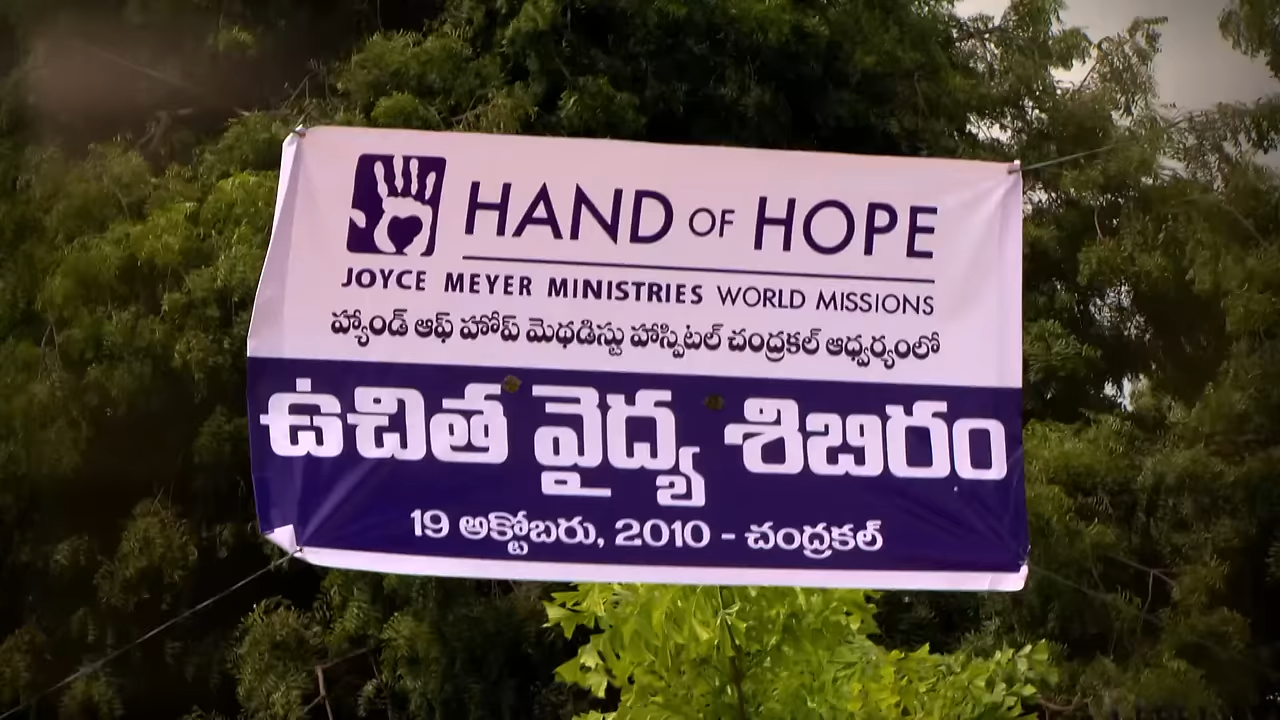 HAND OF HOPE
JOYCE MEYER MINISTRIES WORLD MISSIONS
హ్యాండ్ ఆఫ్ హోప్ మెథడిస్టు హాస్పిటల్ చంద్రకల్ ఆధ్వర్యంలో
ఉచిత వైద్య శిబిరం
19 అక్టోబరు, 2010 - చంద్రకల్